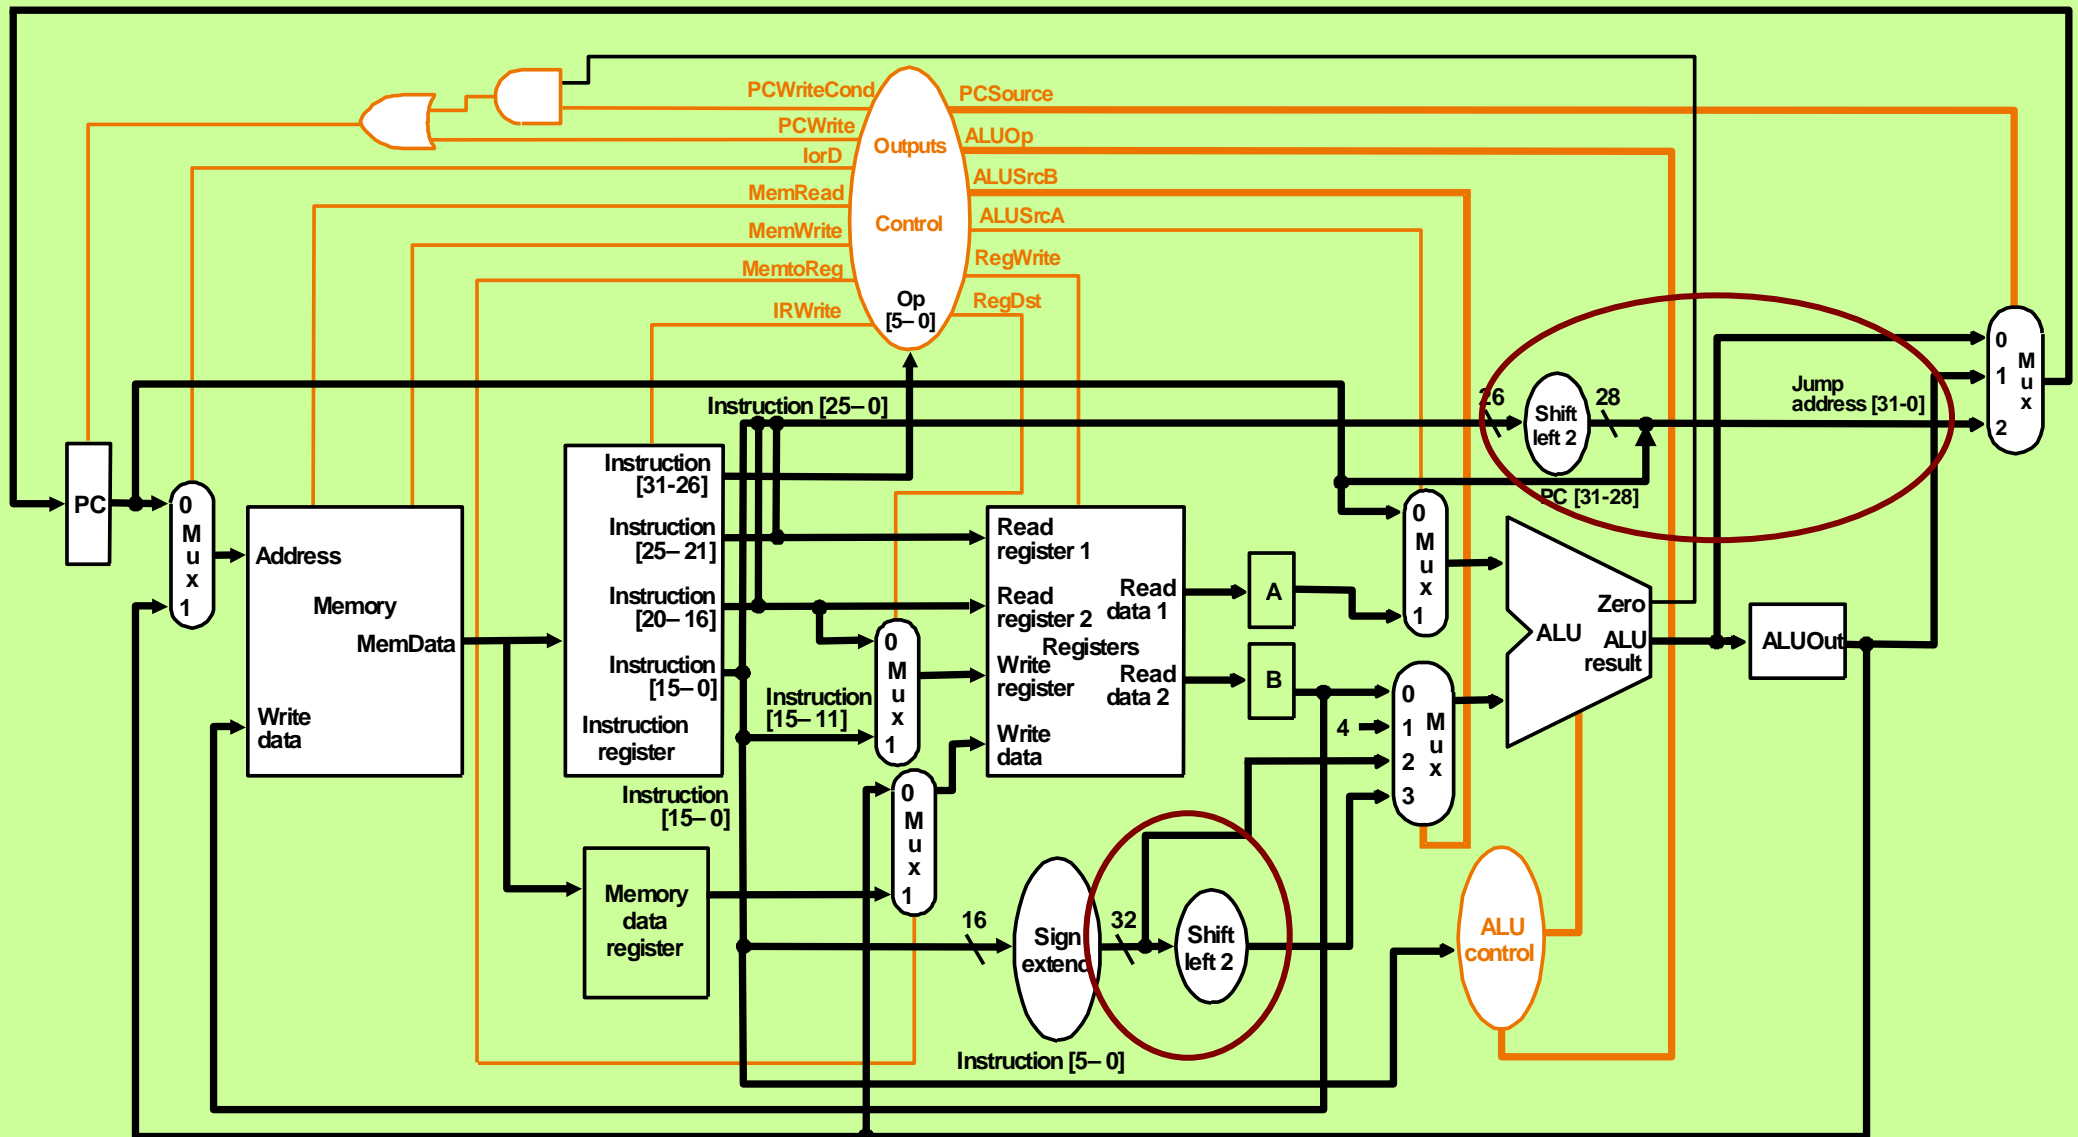 PCWriteCond
PCSource
PCWrite
ALUOp
Outputs
IorD
ALUSrcB
MemRead
ALUSrcA
Control
MemWrite
RegWrite
MemtoReg
RegDst
Op
[5–0]
IRWrite
Instruction [25–0]
26
Shift
left 2
28
Jump
address [31-0]
0
1
2
M
u
x
PC [31-28]
PC
0
M
u
x
1
Address
Memory
MemData
Write
data
Instruction
[31-26]
Instruction
[25–21]
Instruction
[20–16]
Instruction
[15–0]
Instruction
register
Instruction
[15–11]
0
M
u
x
1
Read
register 1
Read
register 2
Registers
Write
register
Write
data
Read
data 1
Read
data 2
A
B
0
M
u
x
1
4
0
1
2
3
M
u
x
Zero
ALU
ALU
result
ALUOut
Instruction
[15–0]
0
M
u
x
1
Memory
data
register
16
Sign
extend
32
Shift
left 2
ALU
control
Instruction [5–0]